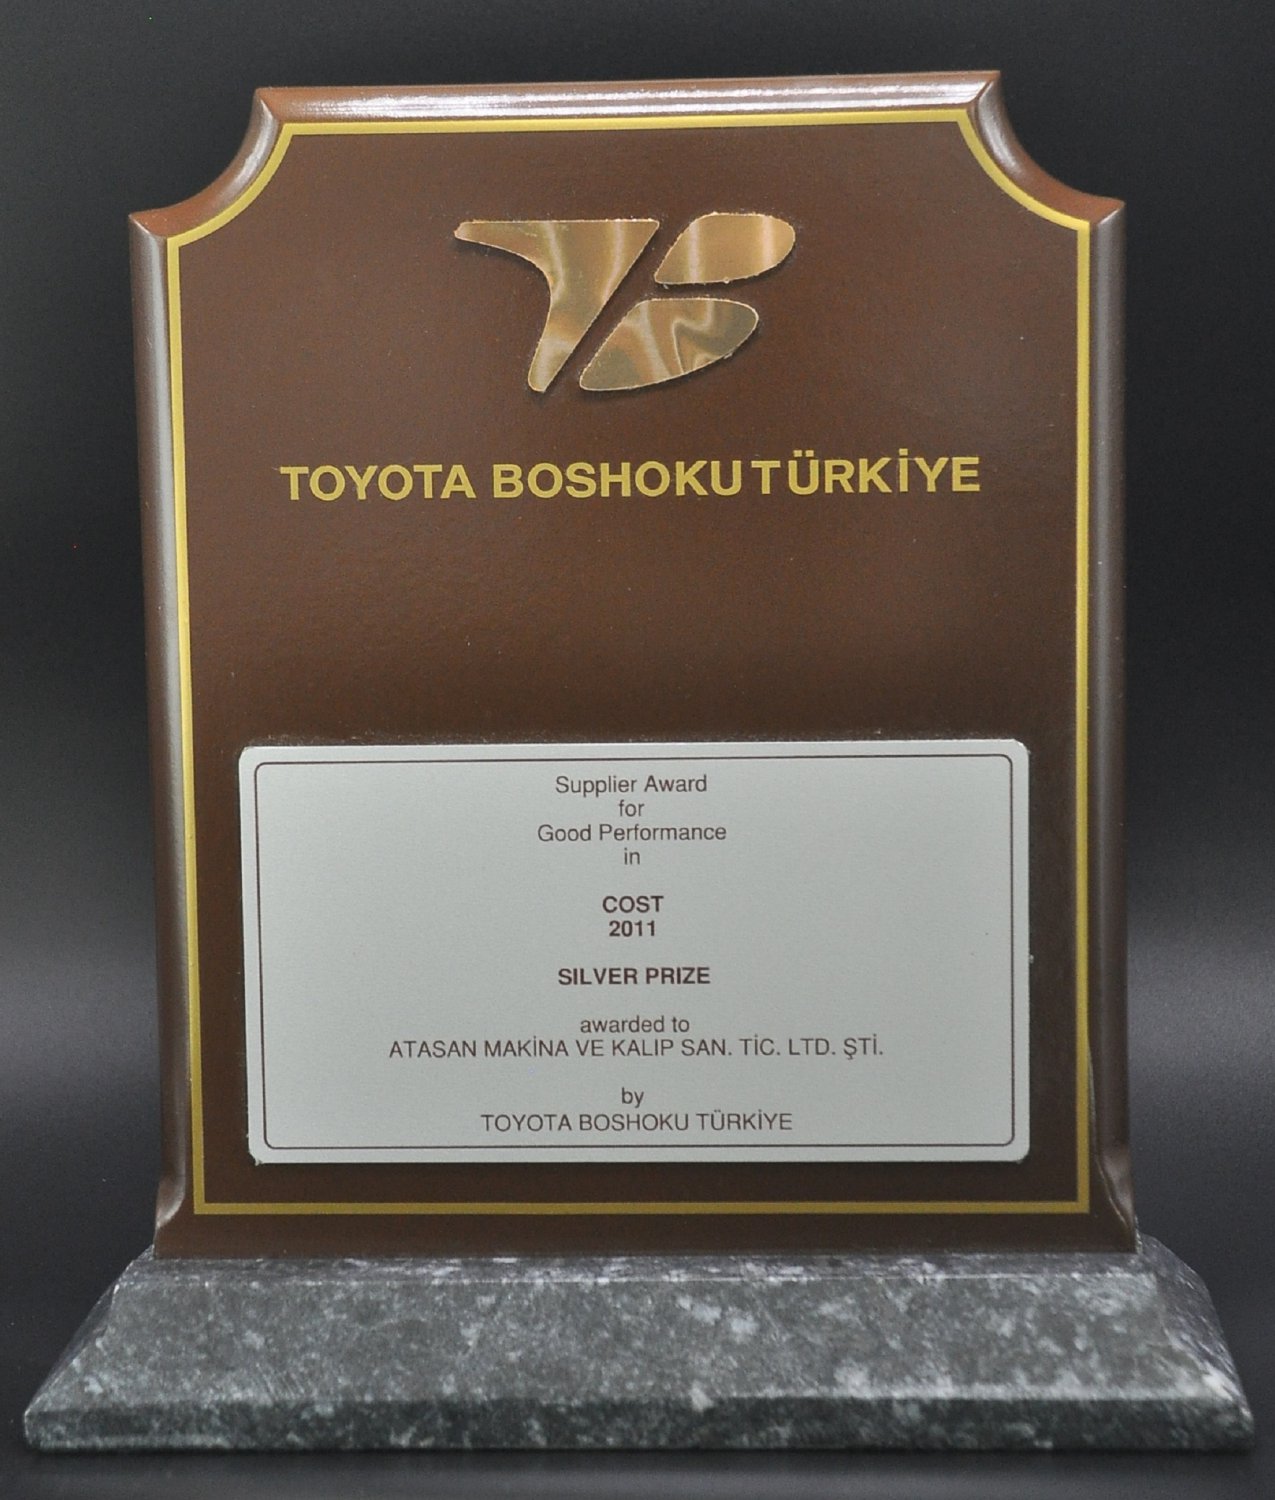 TOYOTA BOSHOKU TÜRKİYE
Supplier Award
for
Good Performance
in
COST
2011
SILVER PRIZE
awarded to
ATASAN MAKİNA VE KALIP SAN. TİC. LTD. ŞTİ.
by
TOYOTA BOSHOKU TÜRKİYE